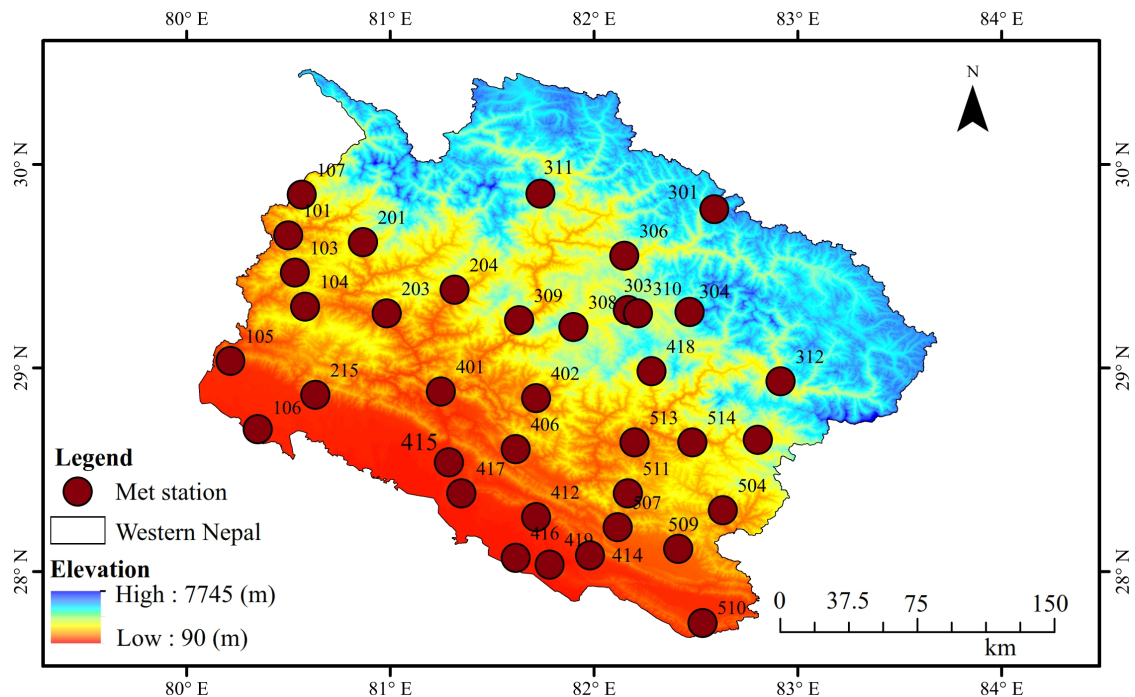 80° E 81° E 82° E 83° E 84° E
N
30° N 30° N
107
311
301
101
201
306
103
204
104
203
309
308
303
310
304
105
418
29° N 29° N
312
215
401
402
106
406
513
514
415
417
511
504
412
507
416
419
414
509
28° N 28° N
510
Legend
Met station
Western Nepal
Elevation
High : 7745 (m)
Low : 90 (m)
0 37.5 75 150
km
80° E 81° E 82° E 83° E 84° E